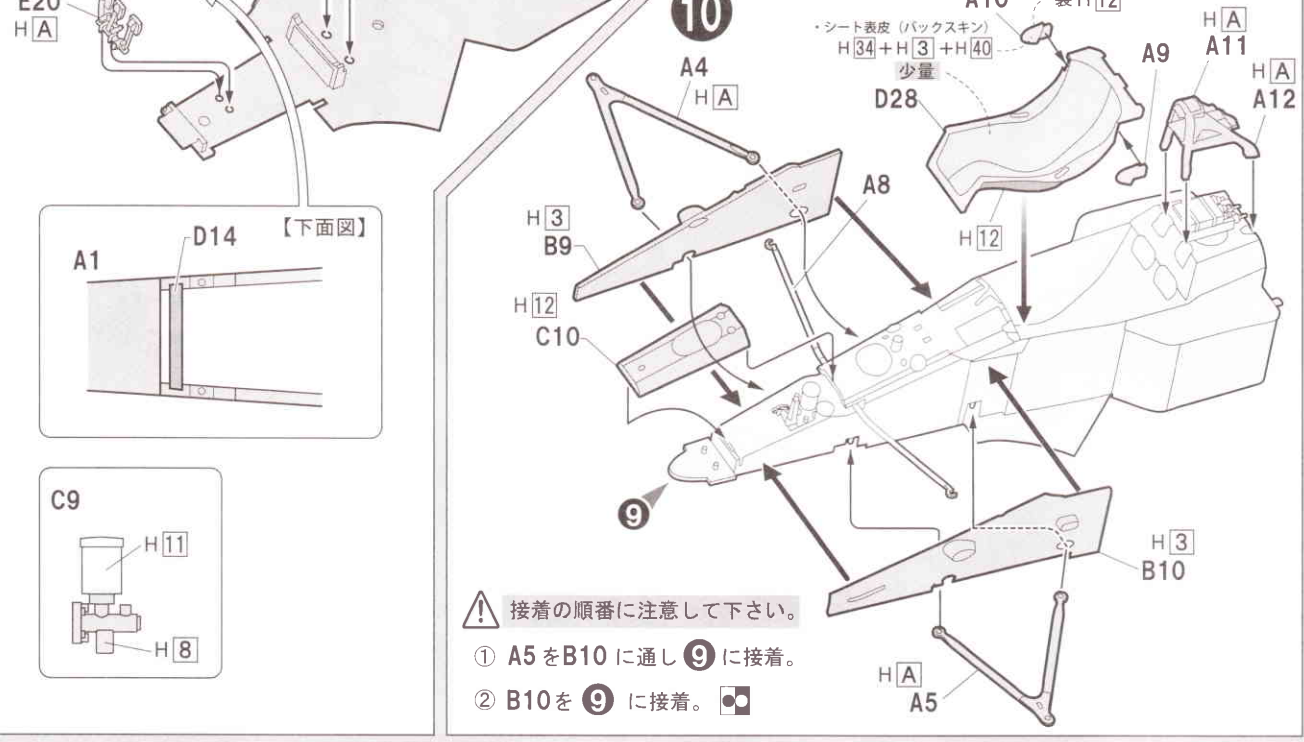 E20
H A
【下面図】
D14
A1
C9
H 11
H 8
10
A4
H A
・シート表皮（バックスキン）
H 34 + H 3 + H 40
少量
D28
A10
裏 H 12
A9
H A
A11
H A
A12
A8
H 3
B9
H 12
C10
H 12
9
H 3
B10
H A
A5
接着の順番に注意して下さい。
① A5をB10に通し 9 に接着。
② B10を 9 に接着。